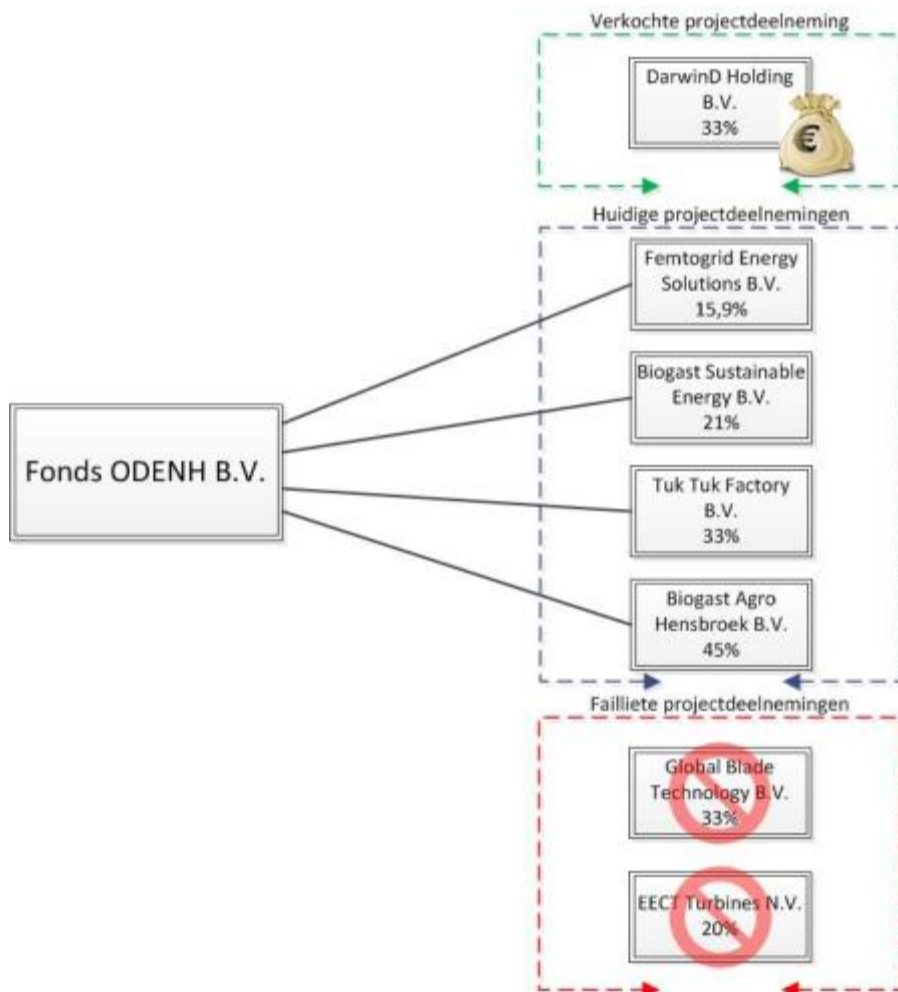 Verkochte projectdeelneming
DarwinD Holding
B.V.
33%
€
Huidige projectdeelnemingen
Femtogrid Energy
Solutions B.V.
15,9%
Biogast Sustainable
Energy B.V.
21%
Fonds ODENH B.V.
Tuk Tuk Factory
B.V.
33%
Biogast Agro
Hensbroek B.V.
45%
Failliete projectdeelnemingen
Global Blade
Technology B.V.
33%
EECT Turbines N.V.
20%